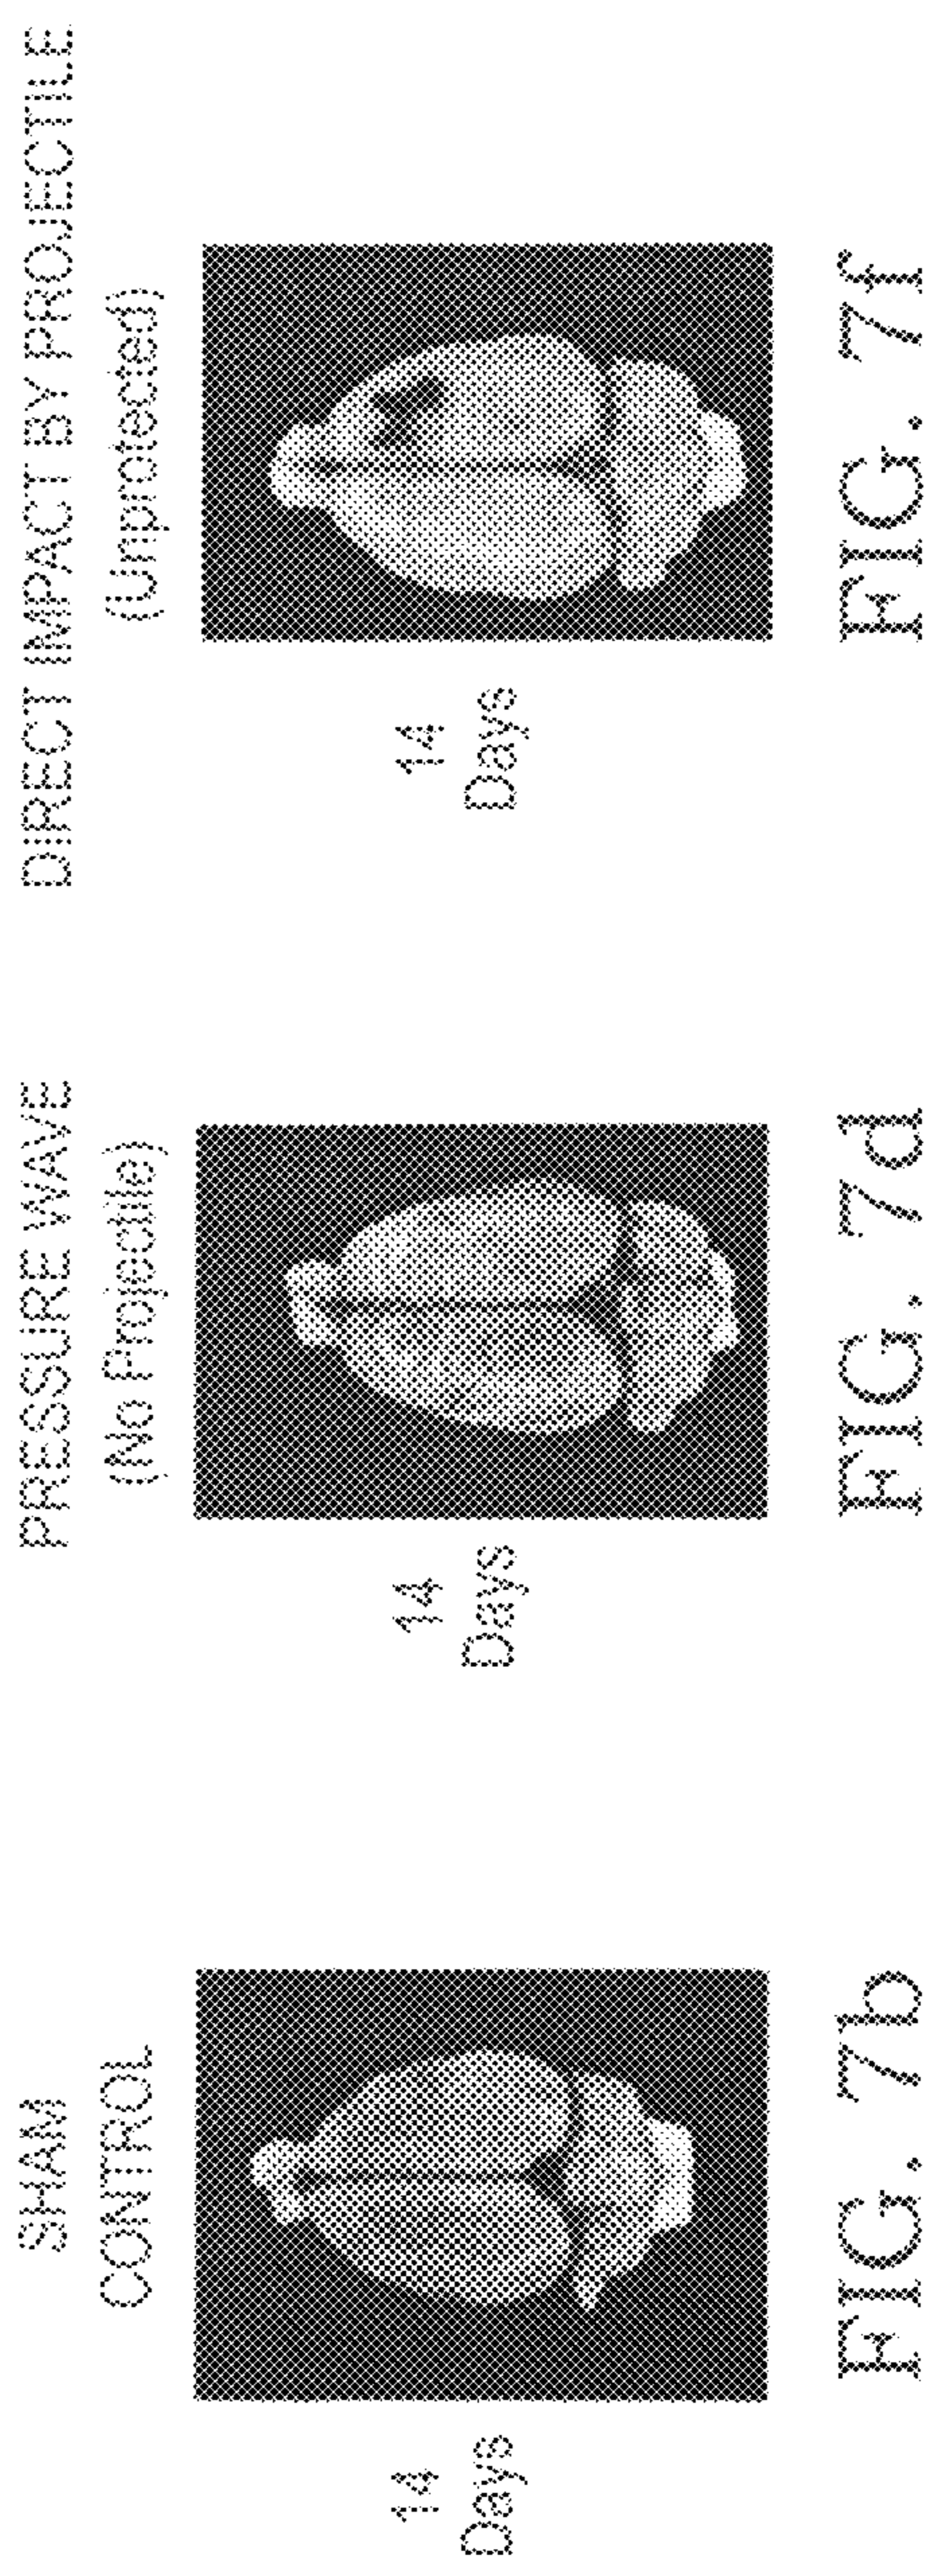 SHAM
CONTROL
14
Days
FIG. 7b
PRESSURE WAVE
(No Projectile)
14
Days
FIG. 7d
DIRECT IMPACT BY PROJECTILE
(Unprotected)
14
Days
FIG. 7f